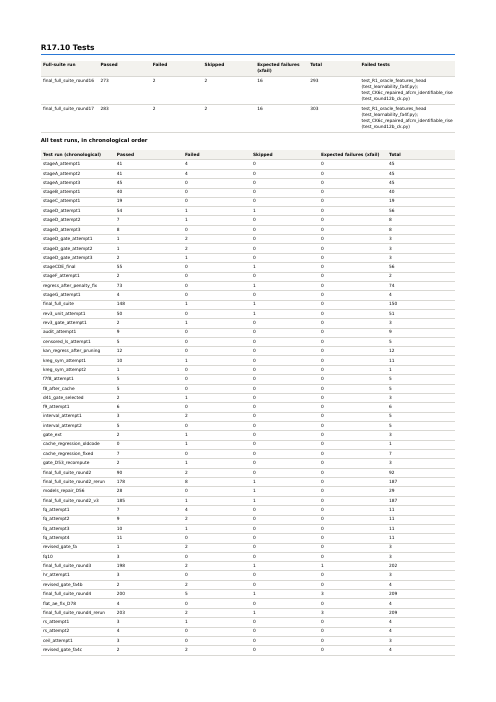 R17.10 Tests
Full-suite run Passed Failed Skipped Expected failures (xfail) Total Failed tests
final_full_suite_round16 273 2 2 16 293 test_R1_oracle_features_head
(test_learnability_fa4f.py);
test_CK6c_repaired_afcm_identifiable_rise
(test_round12b_ck.py)
final_full_suite_round17 283 2 2 16 303 test_R1_oracle_features_head
(test_learnability_fa4f.py);
test_CK6c_repaired_afcm_identifiable_rise
(test_round12b_ck.py)
All test runs, in chronological order
Test run (chronological) Passed Failed Skipped Expected failures (xfail) Total
stageA_attempt1 41 4 0 0 45
stageA_attempt2 41 4 0 0 45
stageA_attempt3 45 0 0 0 45
stageB_attempt1 40 0 0 0 40
stageC_attempt1 19 0 0 0 19
stageD_attempt1 54 1 1 0 56
stageD_attempt2 7 1 0 0 8
stageD_attempt3 8 0 0 0 8
stageD_gate_attempt1 1 2 0 0 3
stageD_gate_attempt2 1 2 0 0 3
stageD_gate_attempt3 2 1 0 0 3
stageCDE_final 55 0 1 0 56
stageF_attempt1 2 0 0 0 2
regress_after_penalty_fix 73 0 1 0 74
stageG_attempt1 4 0 0 0 4
final_full_suite 148 1 1 0 150
rev3_unit_attempt1 50 0 1 0 51
rev3_gate_attempt1 2 1 0 0 3
audit_attempt1 9 0 0 0 9
censored_ls_attempt1 5 0 0 0 5
kan_regress_after_pruning 12 0 0 0 12
kreg_sym_attempt1 10 1 0 0 11
kreg_sym_attempt2 1 0 0 0 1
f7f8_attempt1 5 0 0 0 5
f8_after_cache 5 0 0 0 5
d41_gate_selected 2 1 0 0 3
f9_attempt1 6 0 0 0 6
interval_attempt1 3 2 0 0 5
interval_attempt2 5 0 0 0 5
gate_ext 2 1 0 0 3
cache_regression_oldcode 0 1 0 0 1
cache_regression_fixed 7 0 0 0 7
gate_D53_recompute 2 1 0 0 3
final_full_suite_round2 90 2 0 0 92
final_full_suite_round2_rerun 178 8 1 0 187
models_repair_D56 28 0 1 0 29
final_full_suite_round2_v3 185 1 1 0 187
fq_attempt1 7 4 0 0 11
fq_attempt2 9 2 0 0 11
fq_attempt3 10 1 0 0 11
fq_attempt4 11 0 0 0 11
revised_gate_fa 1 2 0 0 3
fq10 3 0 0 0 3
final_full_suite_round3 198 2 1 1 202
hr_attempt1 3 0 0 0 3
revised_gate_fa4b 2 2 0 0 4
final_full_suite_round4 200 5 1 3 209
flat_ae_fix_D78 4 0 0 0 4
final_full_suite_round4_rerun 203 2 1 3 209
rs_attempt1 3 1 0 0 4
rs_attempt2 4 0 0 0 4
ceil_attempt1 3 0 0 0 3
revised_gate_fa4c 2 2 0 0 4